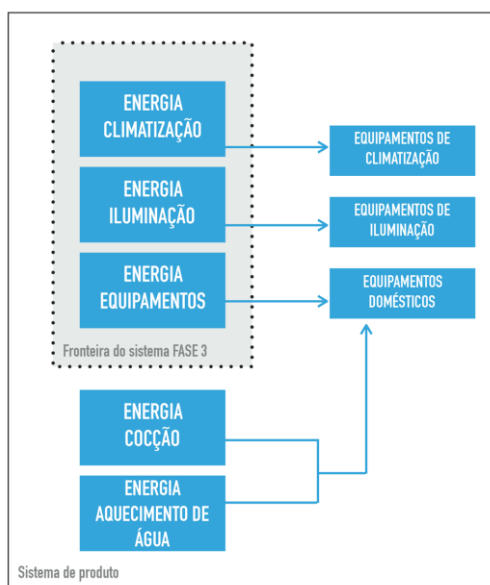 ENERGIA
CLIMATIZAÇÃO
EQUIPAMENTOS DE
CLIMATIZAÇÃO
ENERGIA
ILUMINAÇÃO
EQUIPAMENTOS DE
ILUMINAÇÃO
ENERGIA
EQUIPAMENTOS
EQUIPAMENTOS
DOMÉSTICOS
Fronteira do sistema FASE 3
ENERGIA
COCÇÃO
ENERGIA
AQUECIMENTO DE
ÁGUA
Sistema de produto